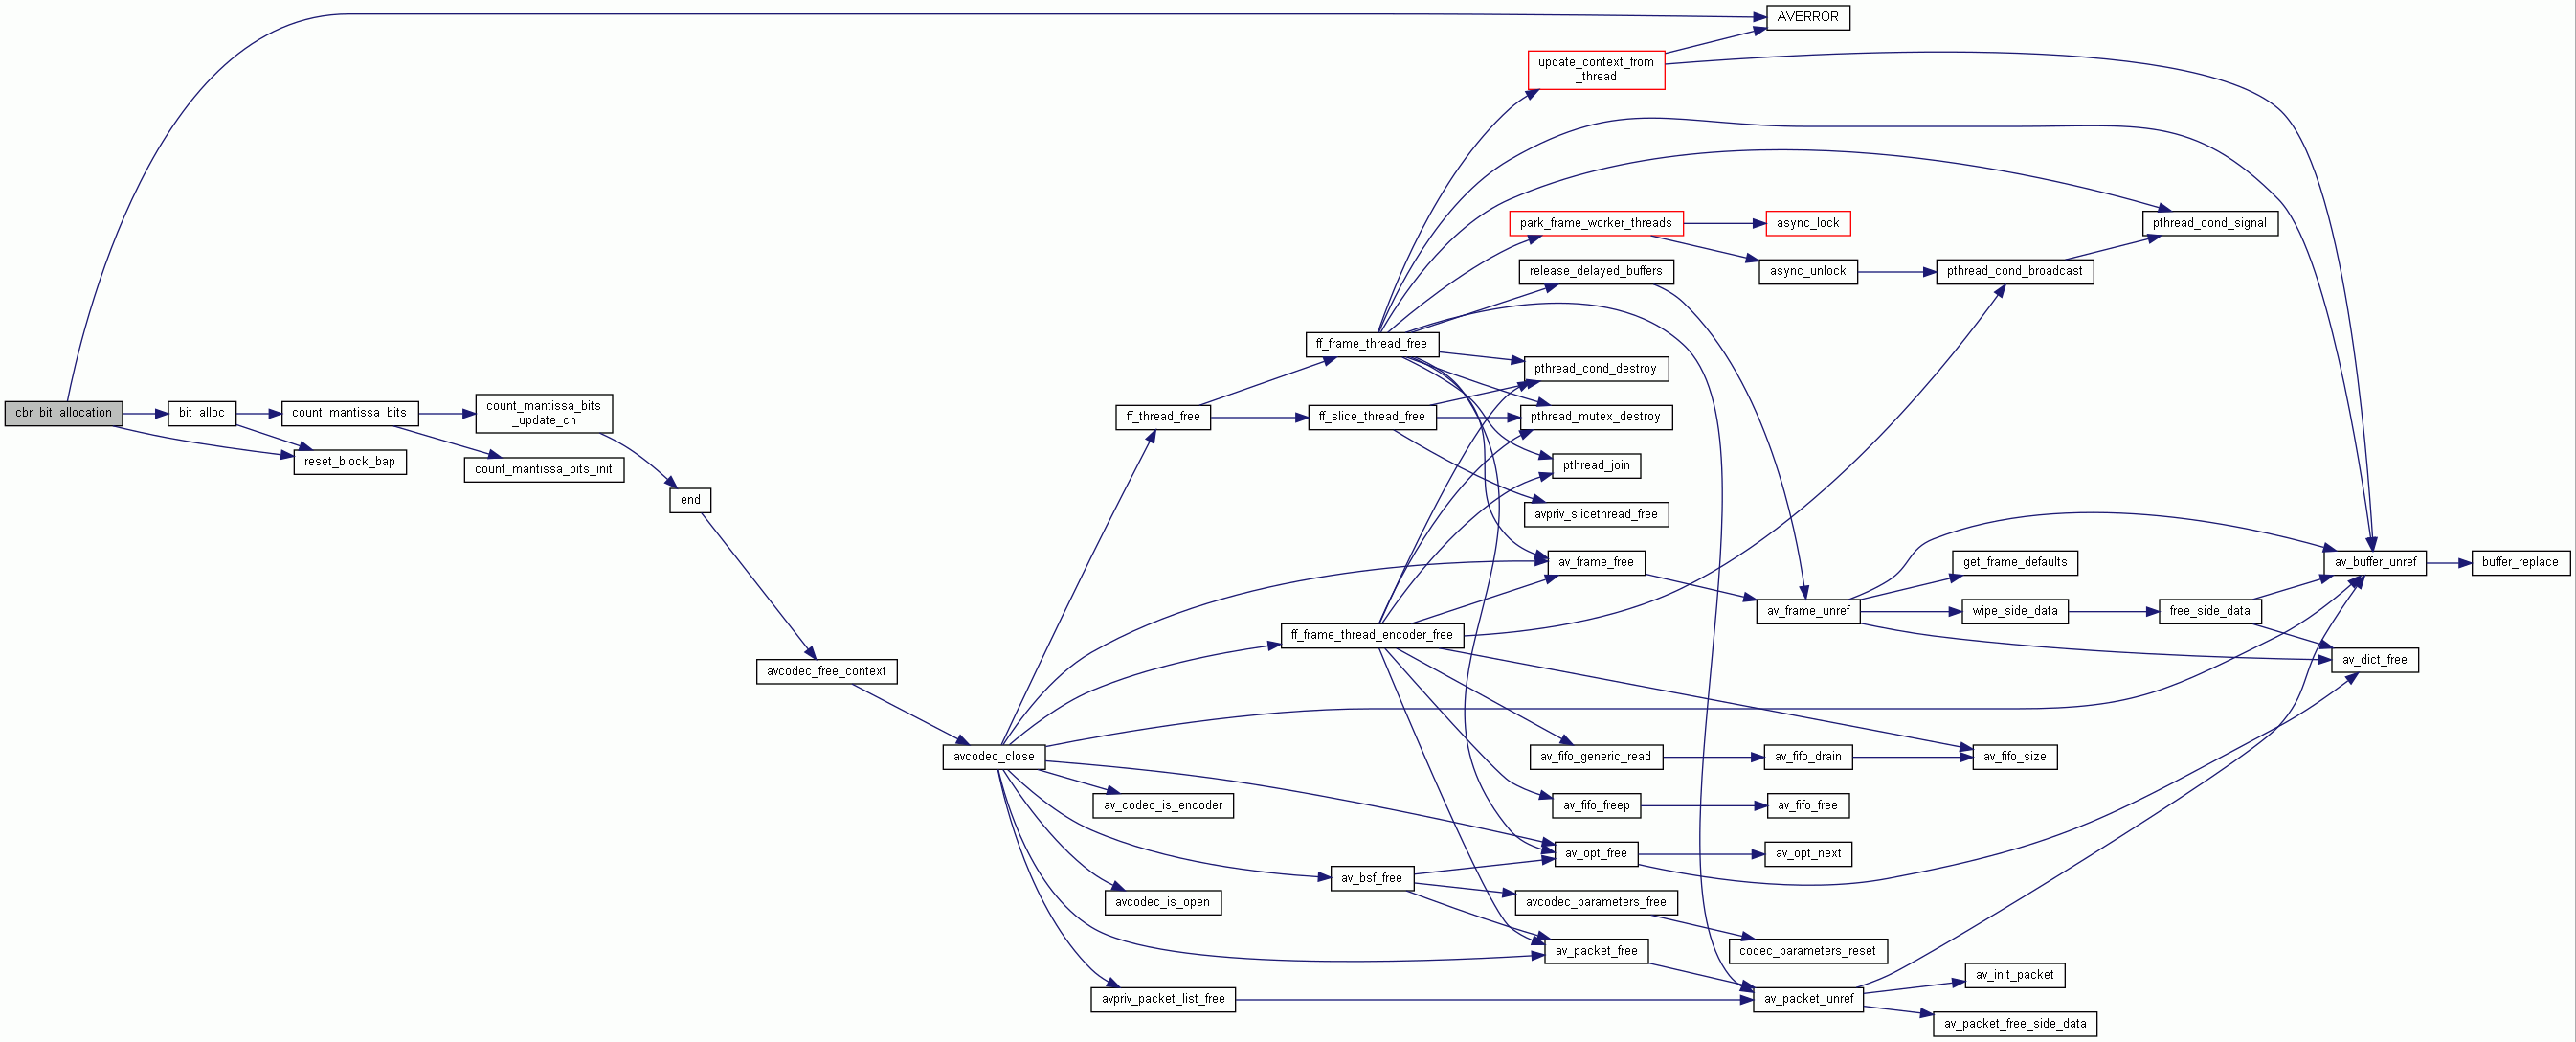 AVERROR
update_context_from
_thread
park_frame_worker_threads
async_lock
pthread_cond_signal
release_delayed_buffers
async_unlock
pthread_cond_broadcast
ff_frame_thread_free
pthread_cond_destroy
cbr_bit_allocation
bit_alloc
count_mantissa_bits
count_mantissa_bits
_update_ch
ff_thread_free
ff_slice_thread_free
pthread_mutex_destroy
reset_block_bap
count_mantissa_bits_init
pthread_join
end
avpriv_slicethread_free
av_frame_free
get_frame_defaults
av_buffer_unref
buffer_replace
av_frame_unref
wipe_side_data
free_side_data
ff_frame_thread_encoder_free
av_dict_free
avcodec_free_context
avcodec_close
av_fifo_generic_read
av_fifo_drain
av_fifo_size
av_codec_is_encoder
av_fifo_freep
av_fifo_free
av_opt_free
av_opt_next
av_bsf_free
avcodec_is_open
avcodec_parameters_free
av_packet_free
codec_parameters_reset
av_init_packet
avpriv_packet_list_free
av_packet_unref
av_packet_free_side_data